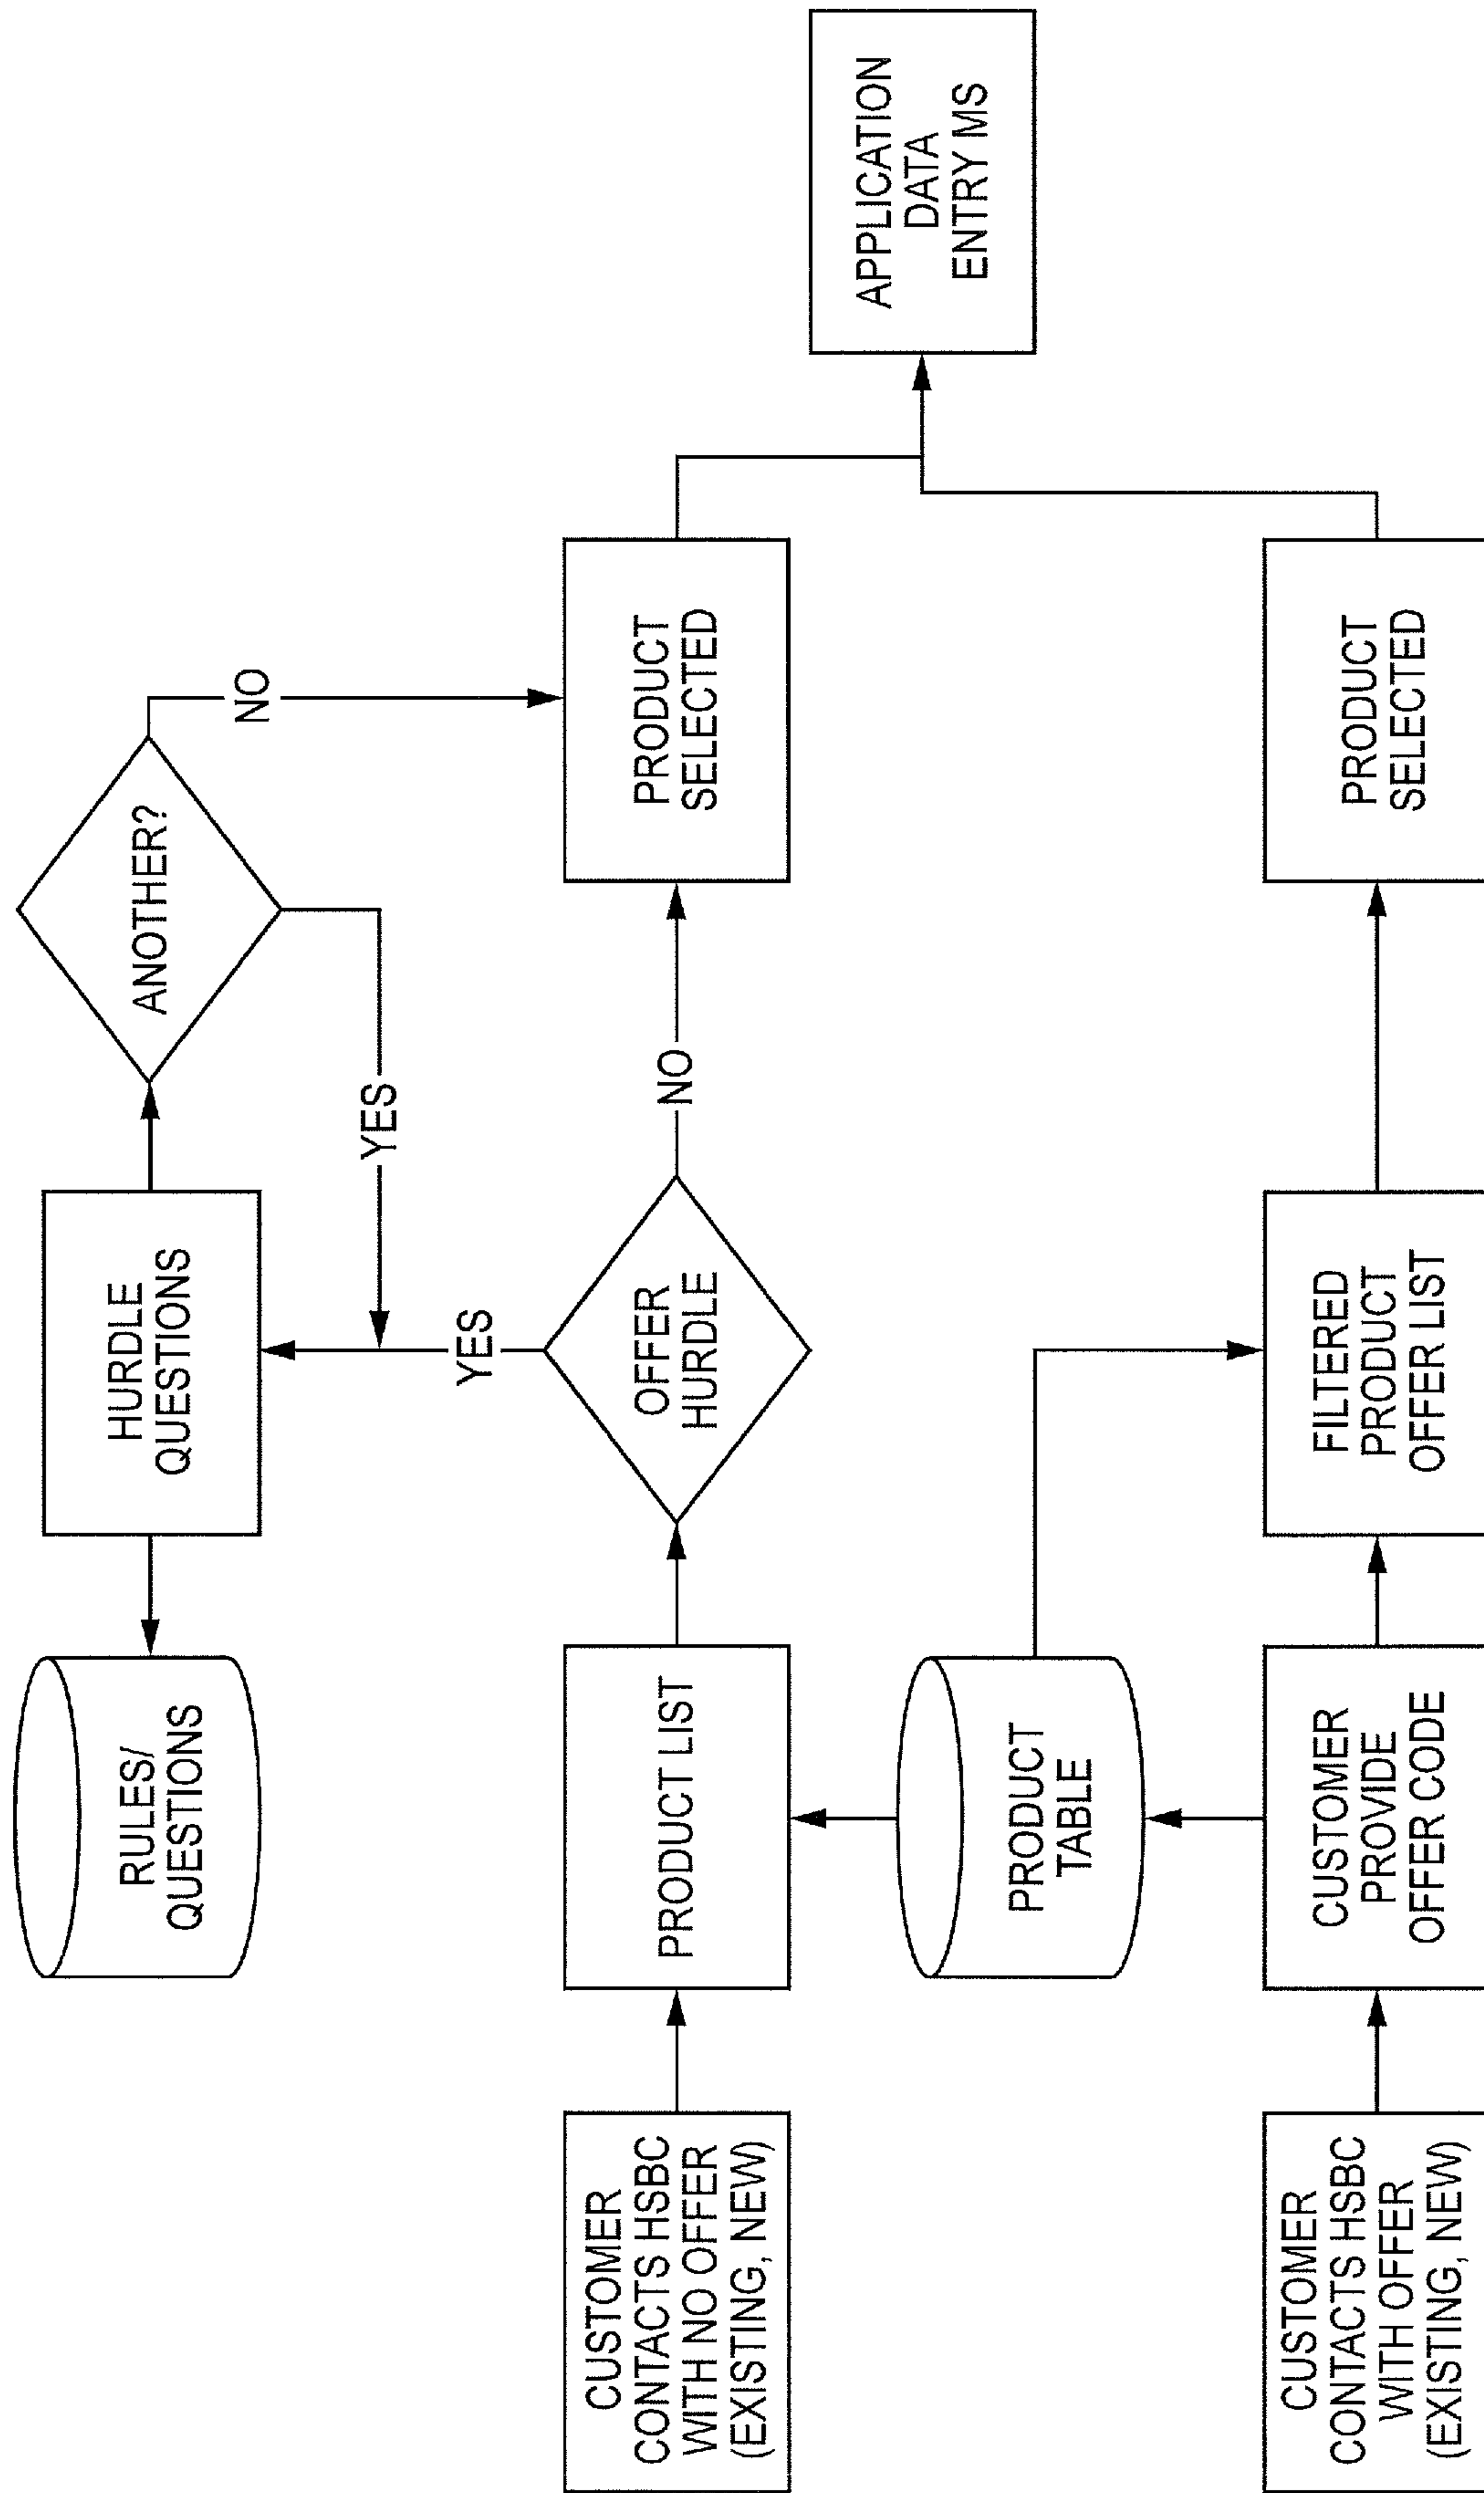 RULES/
QUESTIONS
HURDLE
QUESTIONS
ANOTHER?
YES
NO
YES
CUSTOMER
CONTACTS HSBC
WITH NO OFFER
(EXISTING, NEW)
PRODUCT LIST
OFFER
HURDLE
NO
PRODUCT
SELECTED
APPLICATION
DATA
ENTRY MS
PRODUCT
TABLE
CUSTOMER
CONTACTS HSBC
WITH OFFER
(EXISTING, NEW)
CUSTOMER
PROVIDE
OFFER CODE
FILTERED
PRODUCT
OFFER LIST
PRODUCT
SELECTED